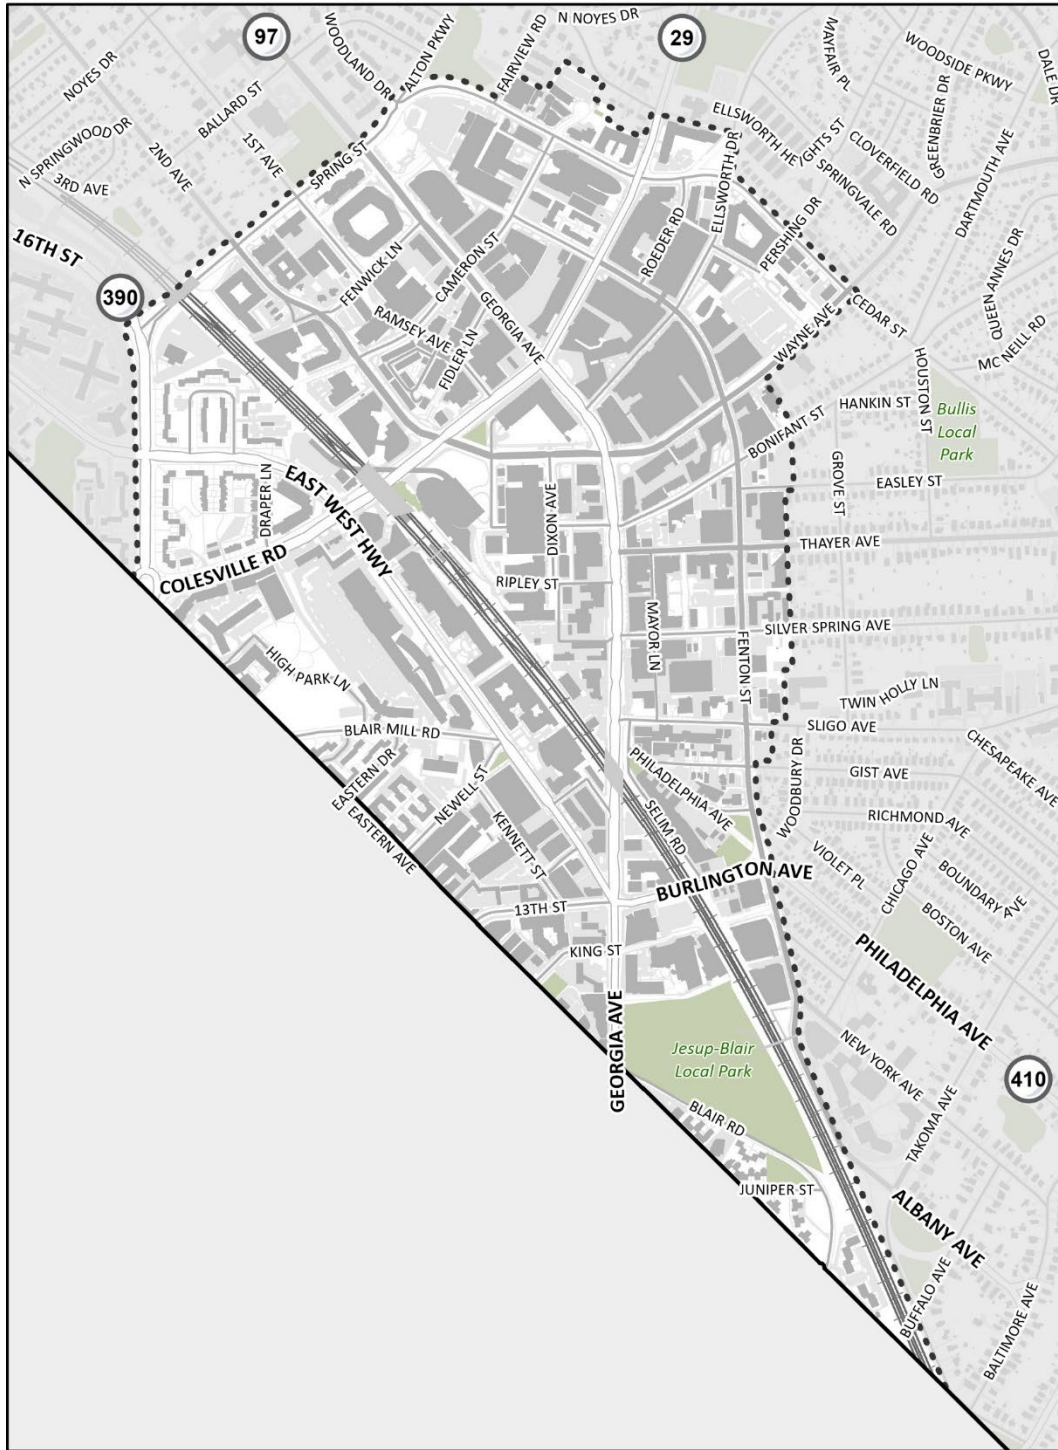 97
29
N NOYES DR
FAIRVIEW RD
ALTON PKWY
WOODLAND DR
MAYFAIR PL
WOODSIDE PKWY
DALE DR
NOYES DR
BALLARD ST
GREENBRIER DR
ELLSWORTH HEIGHTS ST
CLOVERFIELD RD
N SPRINGWOOD DR
2ND AVE
1ST AVE
SPRING ST
ELLSWORTH DR
SPRINGVALE RD
DARTMOUTH AVE
3RD AVE
16TH ST
390
FENWICK LN
CAMERON ST
ROEDER RD
PERSHING DR
QUEEN ANNES DR
RAMSEY AVE
GEORGIA AVE
FIDLER LN
WAYNE AVE
CEDAR ST
MC NEILL RD
HOUSTON ST
HANKIN ST
BONIFANT ST
Bullis
Local
Park
GROVE ST
EASLEY ST
DRAPER LN
EAST WEST HWY
DIXON AVE
THAYER AVE
COLESVILLE RD
RIPLEY ST
MAYOR LN
SILVER SPRING AVE
FENTON ST
HIGH PARK LN
TWIN HOLLY LN
BLAIR MILL RD
SLIGO AVE
CHESAPEAKE AVE
WOODBURY DR
PHILADELPHIA AVE
GIST AVE
EASTERN DR
EASTERN AVE
NEWELL ST
KENNETT ST
SELIM RD
RICHMOND AVE
VIOLET PL
CHICAGO AVE
BOUNDARY AVE
BURLINGTON AVE
13TH ST
BOSTON AVE
KING ST
PHILADELPHIA AVE
GEORGIA AVE
Jesup-Blair
Local Park
NEW YORK AVE
410
BLAIR RD
TAKOMA AVE
JUNIPER ST
ALBANY AVE
BUFFALO AVE
BALTIMORE AVE